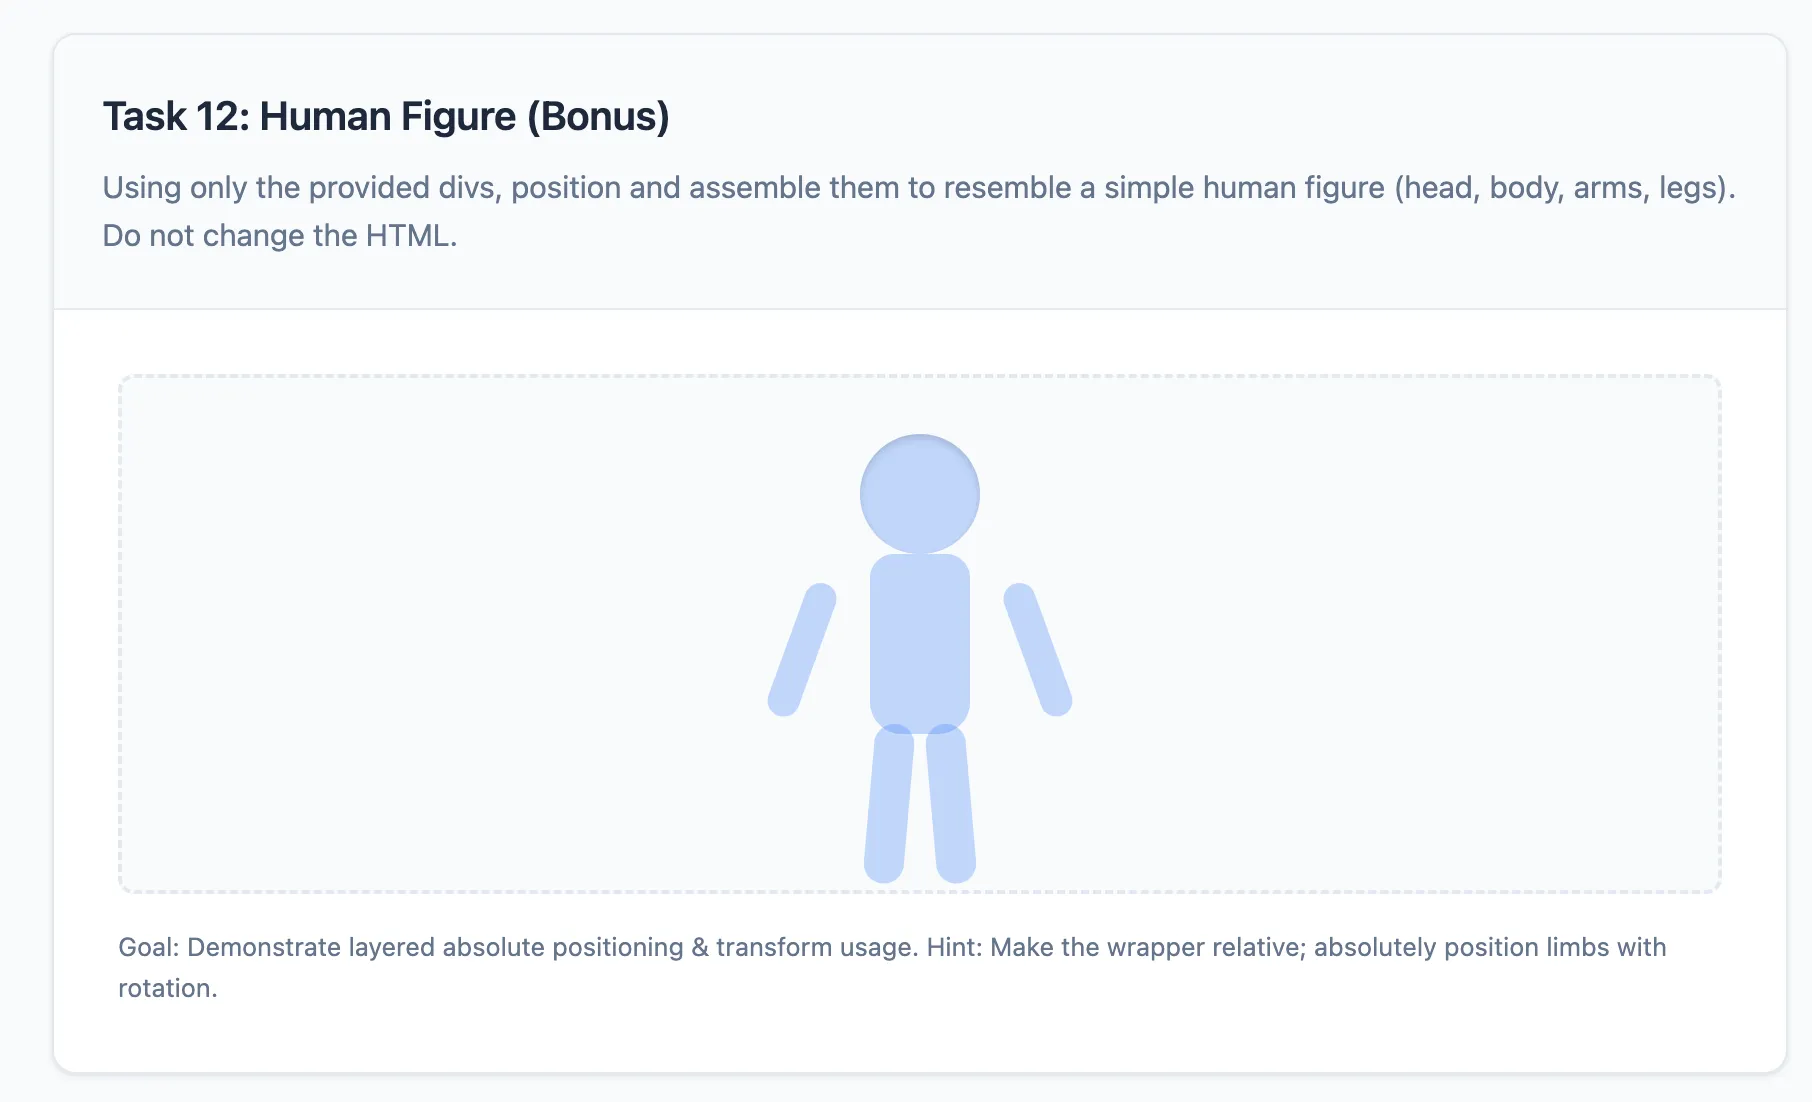 Task 12: Human Figure (Bonus)
Using only the provided divs, position and assemble them to resemble a simple human figure (head, body, arms, legs).
Do not change the HTML.
Goal: Demonstrate layered absolute positioning & transform usage. Hint: Make the wrapper relative; absolutely position limbs with
rotation.